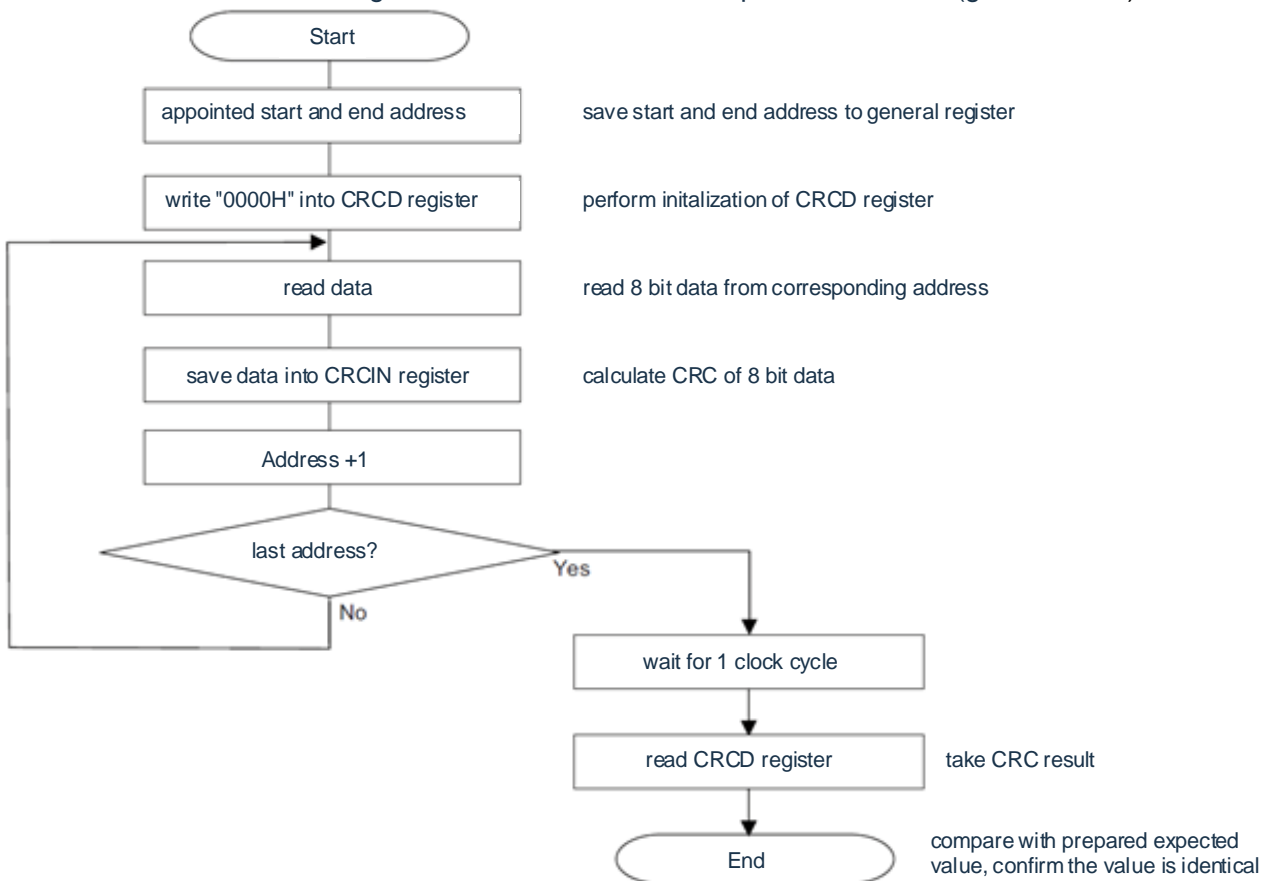 Start
appointed start and end address
save start and end address to general register
write "0000H" into CRCD register
perform initalization of CRCD register
read data
read 8 bit data from corresponding address
save data into CRCIN register
calculate CRC of 8 bit data
Address +1
last address?
Yes
No
wait for 1 clock cycle
read CRCD register
take CRC result
End
compare with prepared expected
value, confirm the value is identical